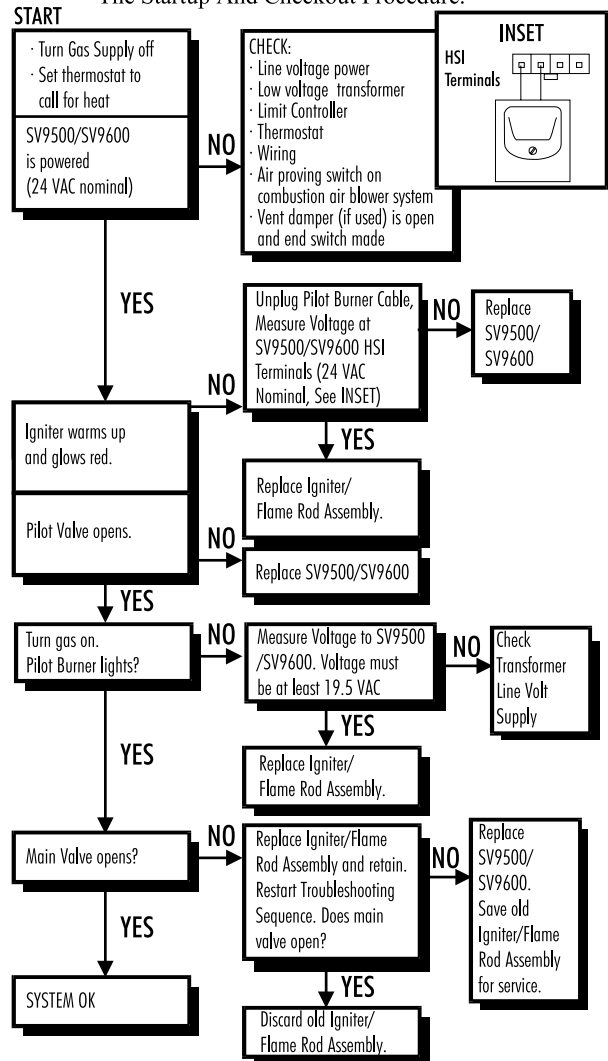 The Startup And Checkout Procedure.
START
· Turn Gas Supply off
· Set thermostat to
call for heat
SV9500/SV9600
is powered
(24 VAC nominal)
NO
CHECK:
· Line voltage power
· Low voltage transformer
· Limit Controller
· Thermostat
· Wiring
· Air proving switch on
combustion air blower system
· Vent damper (if used) is open
and end switch made
INSET
HSI
Terminals
YES
Igniter warms up
and glows red.
NO
Unplug Pilot Burner Cable,
Measure Voltage at
SV9500/SV9600 HSI
Terminals (24 VAC
Nominal, See INSET)
NO
Replace
SV9500/
SV9600
YES
Replace Igniter/
Flame Rod Assembly.
Pilot Valve opens.
NO
Replace SV9500/SV9600
YES
Turn gas on.
Pilot Burner lights?
NO
Measure Voltage to SV9500
/SV9600. Voltage must
be at least 19.5 VAC
NO
Check
Transformer
Line Volt
Supply
YES
Replace Igniter/
Flame Rod Assembly.
YES
Main Valve opens?
NO
Replace Igniter/Flame
Rod Assembly and retain.
Restart Troubleshooting
Sequence. Does main
valve open?
NO
Replace
SV9500/
SV9600.
Save old
Igniter/Flame
Rod Assembly
for service.
YES
Discard old Igniter/
Flame Rod Assembly.
YES
SYSTEM OK